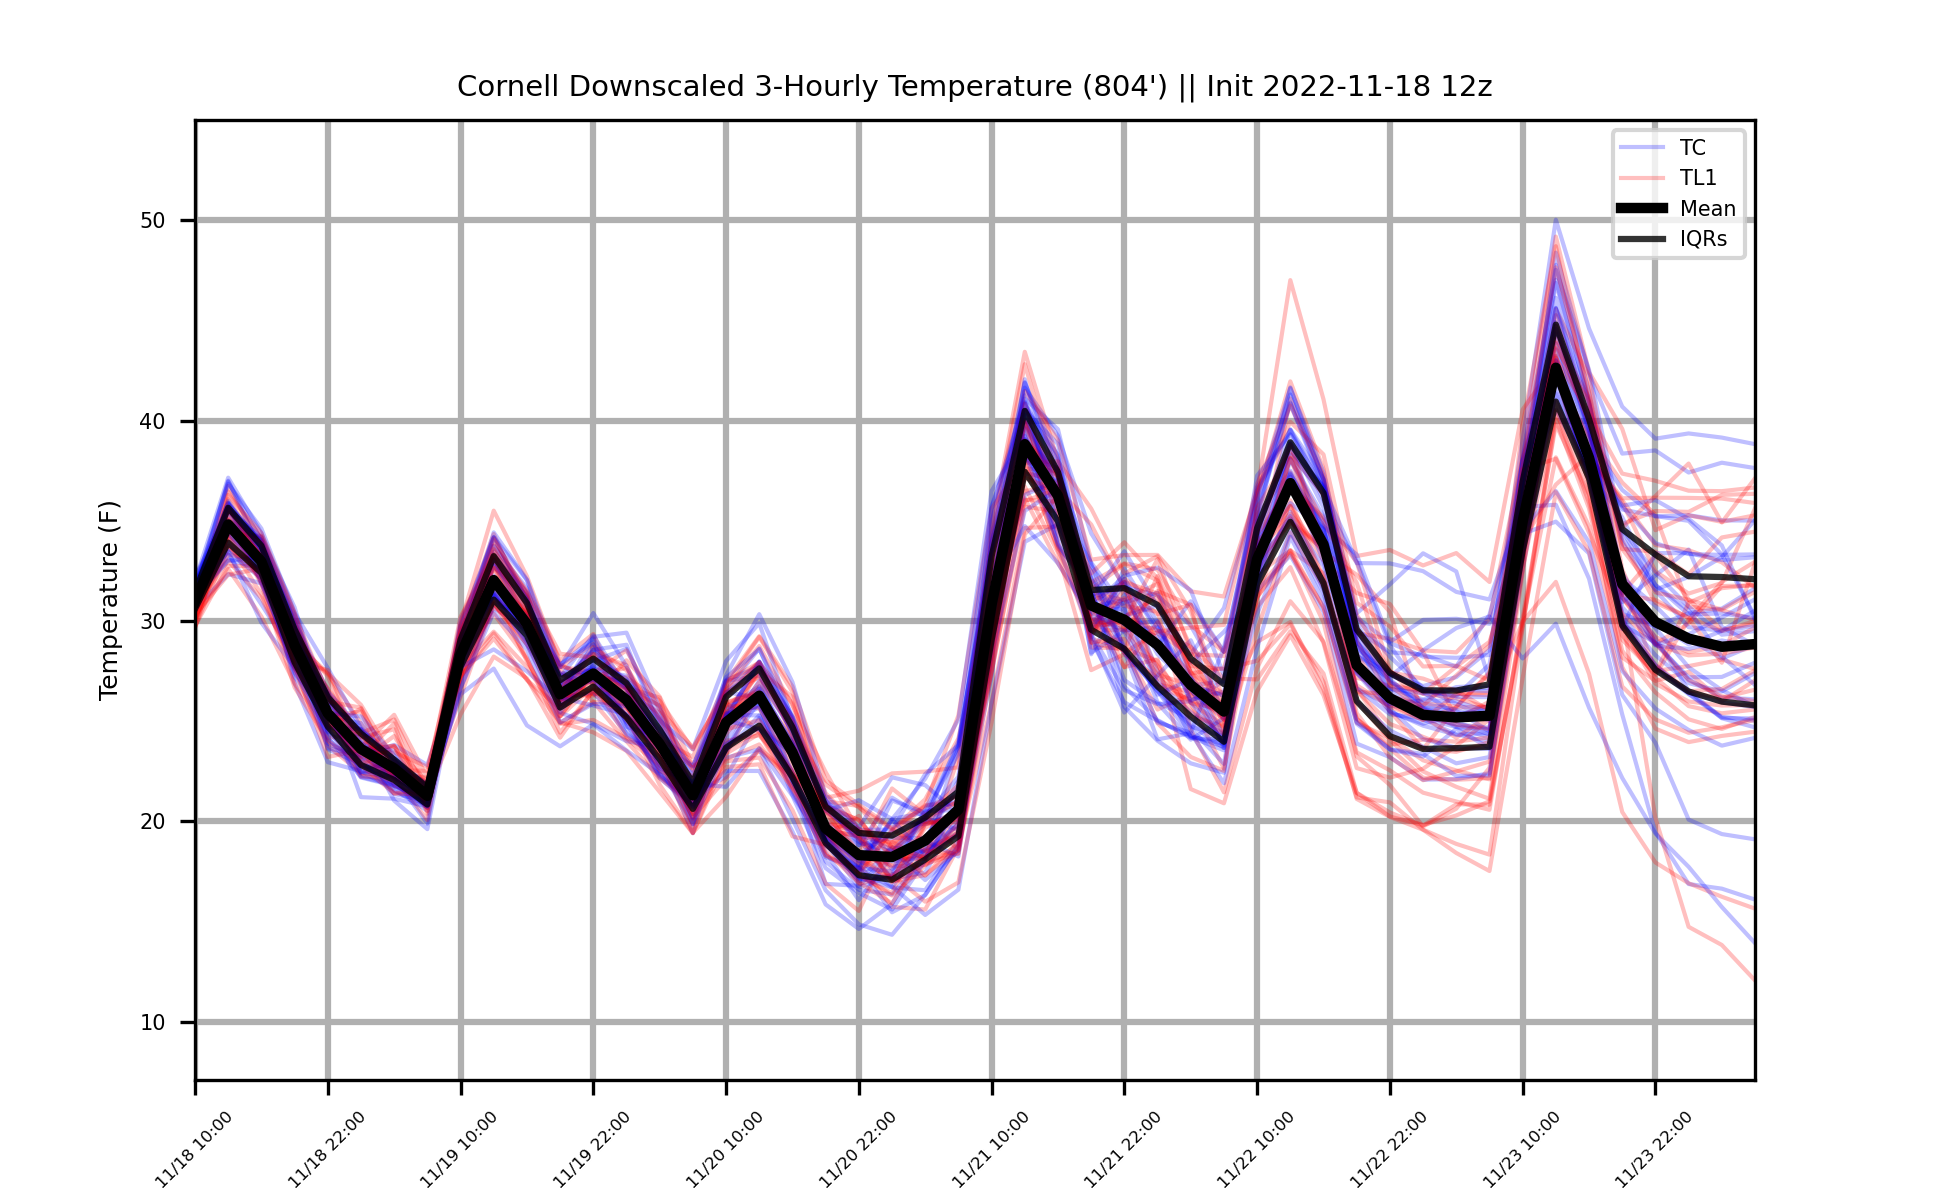 Cornell Downscaled 3-Hourly Temperature (804') || Init 2022-11-18 12z
TC
TL1
Mean
IQRs
Temperature (F)
50
40
30
20
10
11/18 10:00
11/18 22:00
11/19 10:00
11/19 22:00
11/20 10:00
11/20 22:00
11/21 10:00
11/21 22:00
11/22 10:00
11/22 22:00
11/23 10:00
11/23 22:00